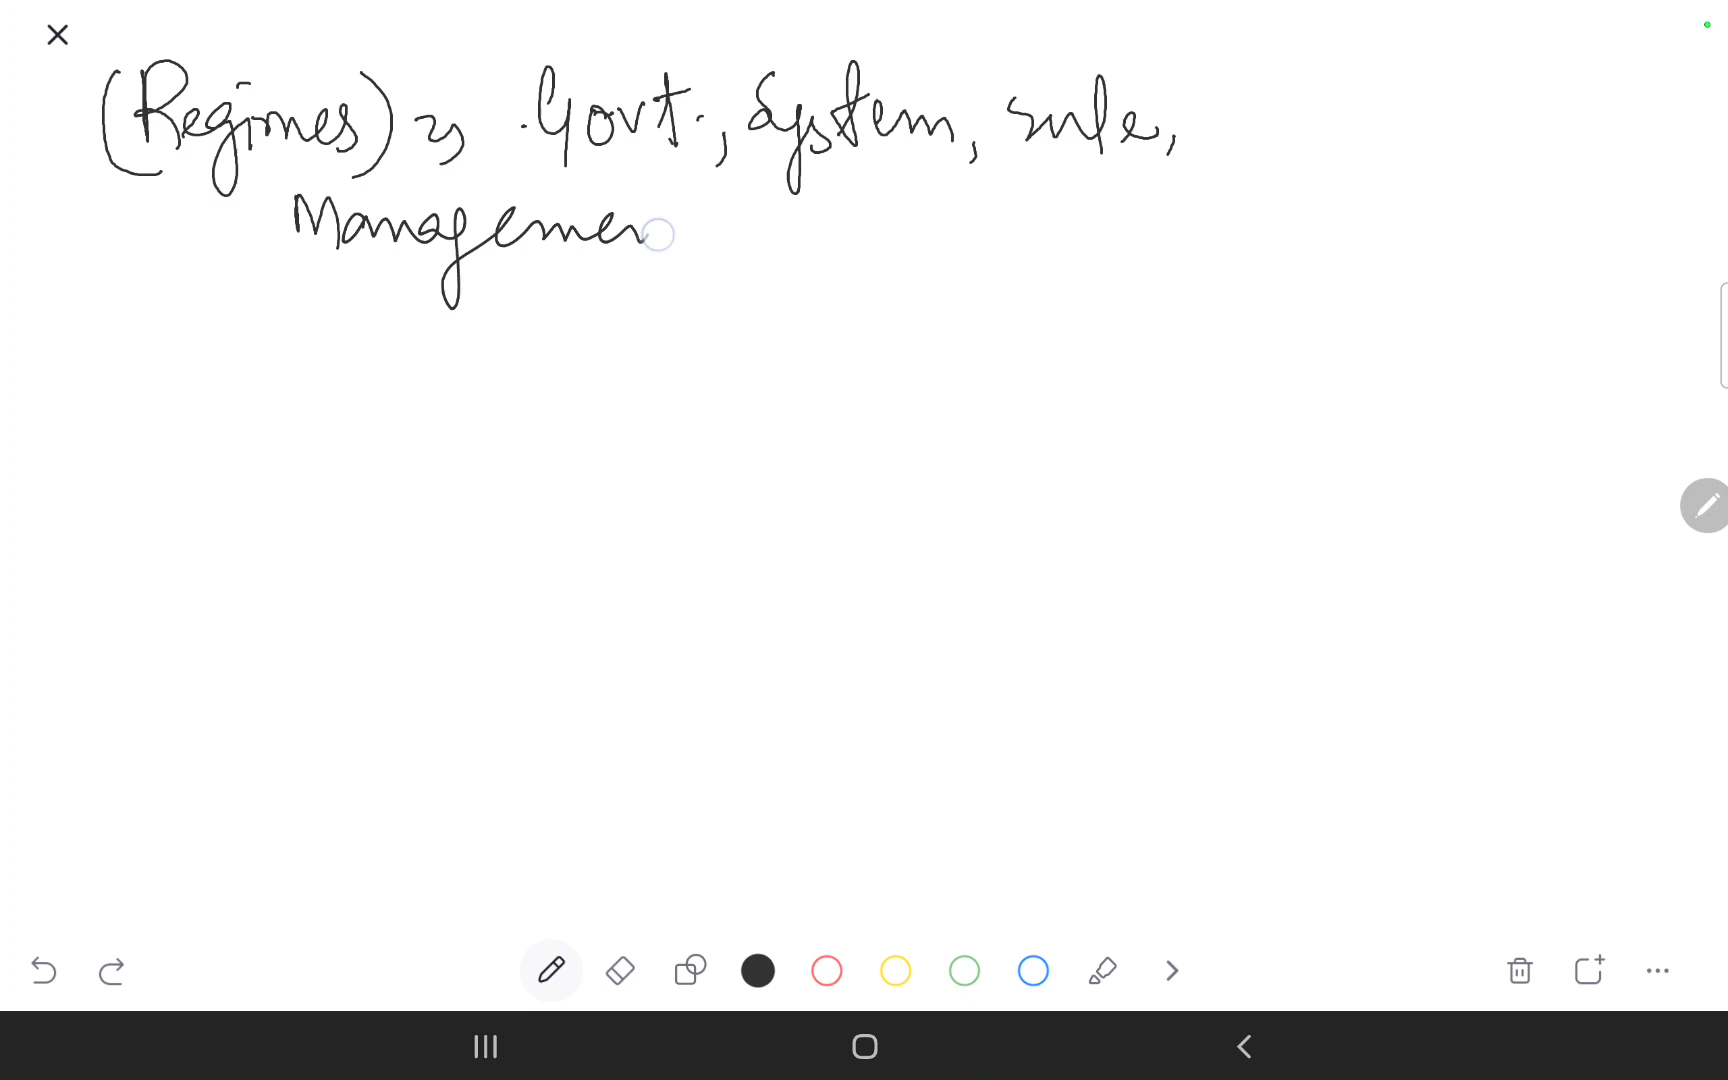 (Regimes) ⇒ Govt., System, rule,
Managemen